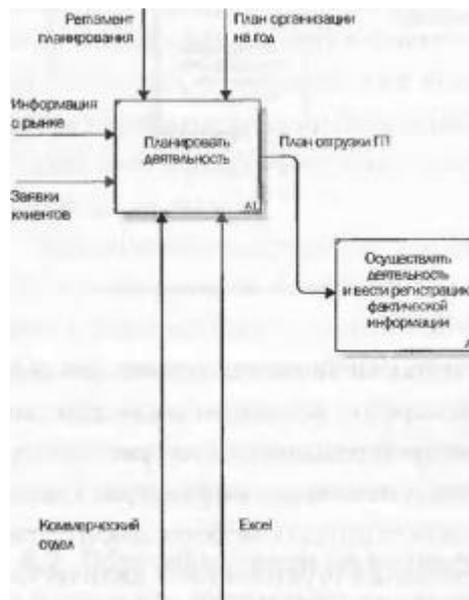 Регламент
планирования
План организации
на год
Информация
о рынке
Планировать
деятельность
План отгрузки ГП
Заявки
клиентов
A1
Осуществлять
деятельность
и вести регистрацию
фактической
информации
Коммерческий
отдел
Excel